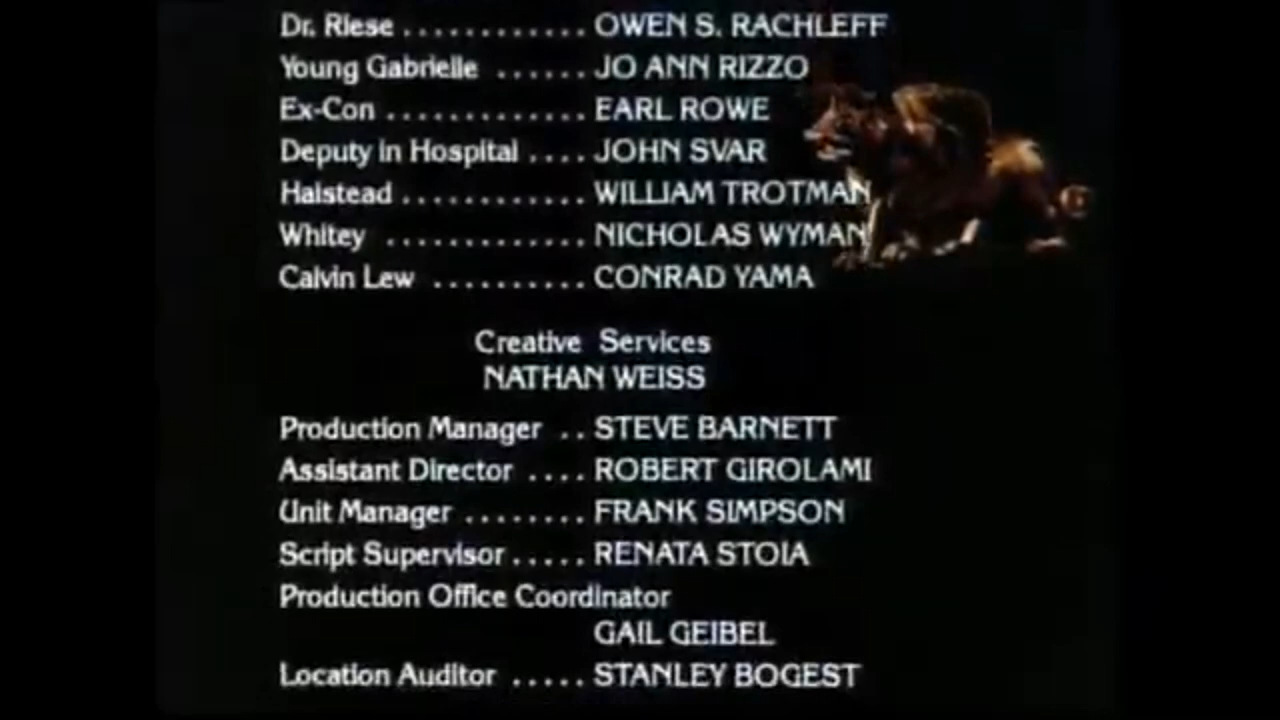 Dr. Riese ............ OWEN S. RACHLEFF
Young Gabrielle ...... JO ANN RIZZO
Ex-Con ............. EARL ROWE
Deputy in Hospital .... JOHN SVAR
Halstead ............ WILLIAM TROTMAN
Whitey ............. NICHOLAS WYMAN
Calvin Lew .......... CONRAD YAMA
Creative Services
NATHAN WEISS
Production Manager .. STEVE BARNETT
Assistant Director .... ROBERT GIROLAMI
Unit Manager ........ FRANK SIMPSON
Script Supervisor ..... RENATA STOIA
Production Office Coordinator
GAIL GEIBEL
Location Auditor ..... STANLEY BOGEST